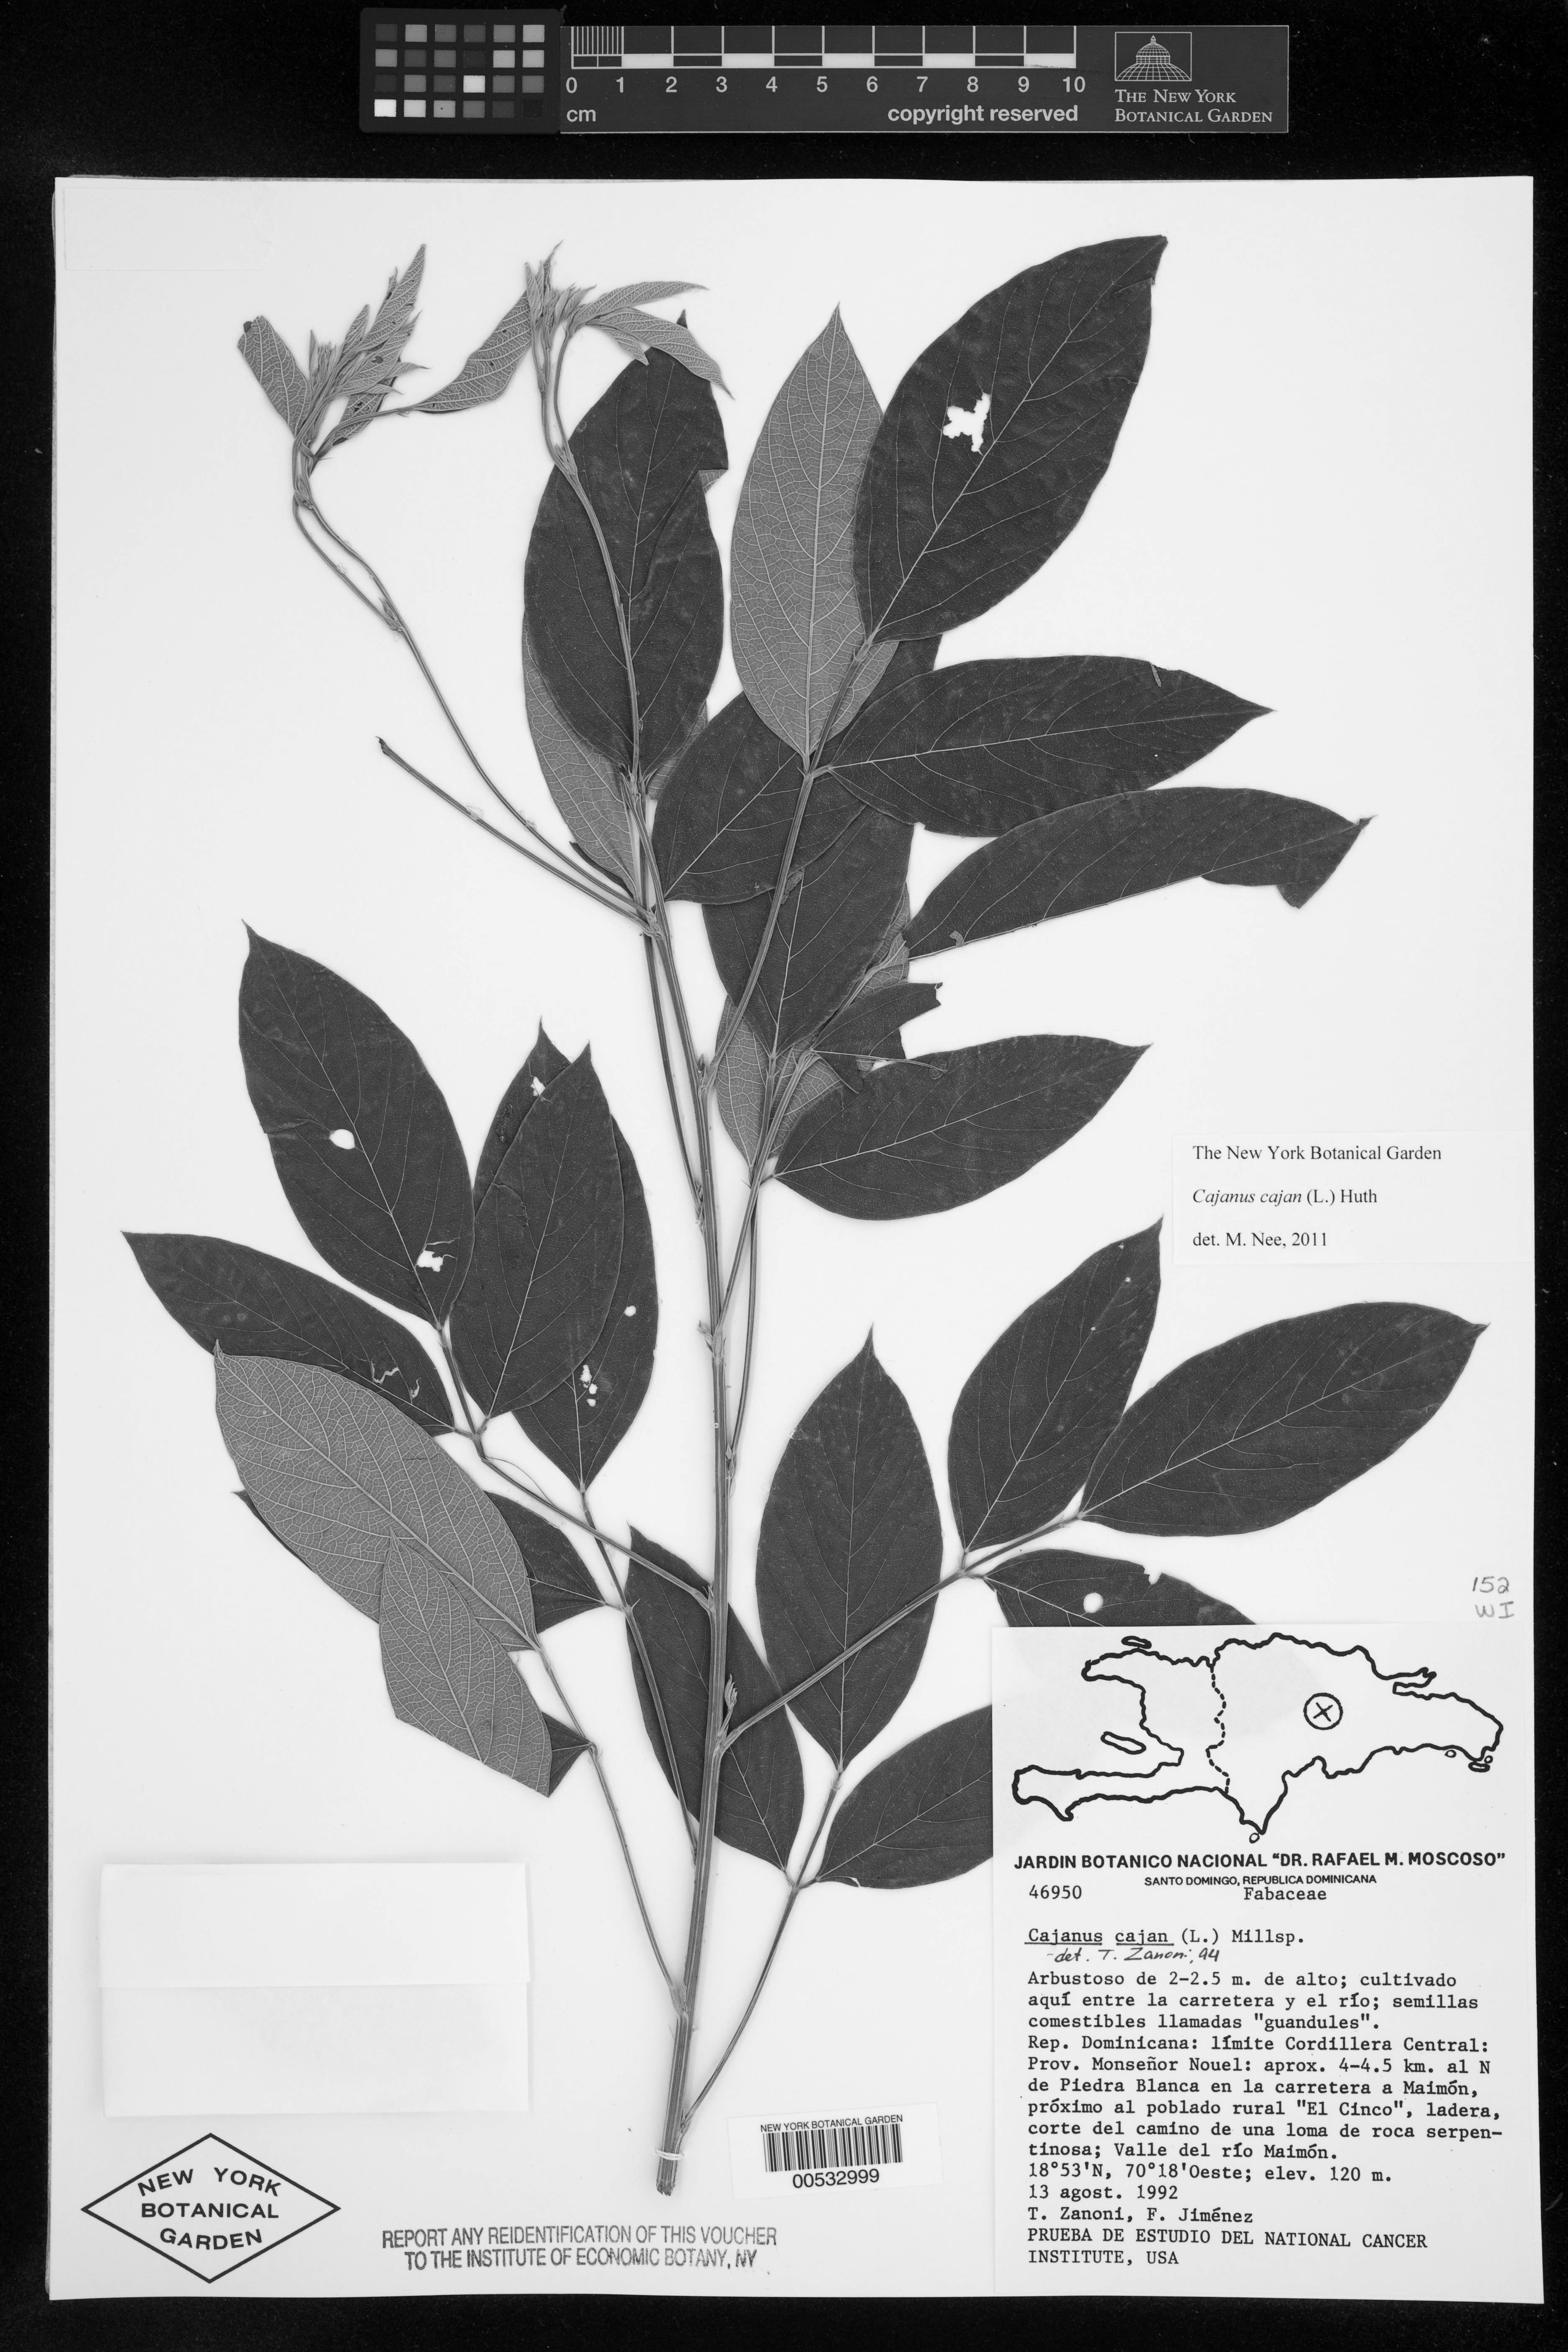 0 1 2 3 4 5 6 7 8 9 10
cm
copyright reserved
THE NEW YORK
BOTANICAL GARDEN
The New York Botanical Garden
Cajanus cajan (L.) Huth
det. M. Nee, 2011
152
WI
JARDIN BOTANICO NACIONAL "DR. RAFAEL M. MOSCOSO"
SANTO DOMINGO, REPUBLICA DOMINICANA
46950 Fabaceae
Cajanus cajan (L.) Millsp.
-det. T. Zanoni, 94
Arbustoso de 2-2.5 m. de alto; cultivado
aquí entre la carretera y el río; semillas
comestibles llamadas "guandules".
Rep. Dominicana: límite Cordillera Central:
Prov. Monseñor Nouel: aprox. 4-4.5 km. al N
de Piedra Blanca en la carretera a Maimón,
próximo al poblado rural "El Cinco", ladera,
corte del camino de una loma de roca serpen-
tinosa; Valle del río Maimón.
18°53'N, 70°18'Oeste; elev. 120 m.
13 agost. 1992
T. Zanoni, F. Jiménez
PRUEBA DE ESTUDIO DEL NATIONAL CANCER
INSTITUTE, USA
NEW YORK BOTANICAL GARDEN
00532999
NEW YORK
BOTANICAL
GARDEN
REPORT ANY REIDENTIFICATION OF THIS VOUCHER
TO THE INSTITUTE OF ECONOMIC BOTANY, NY